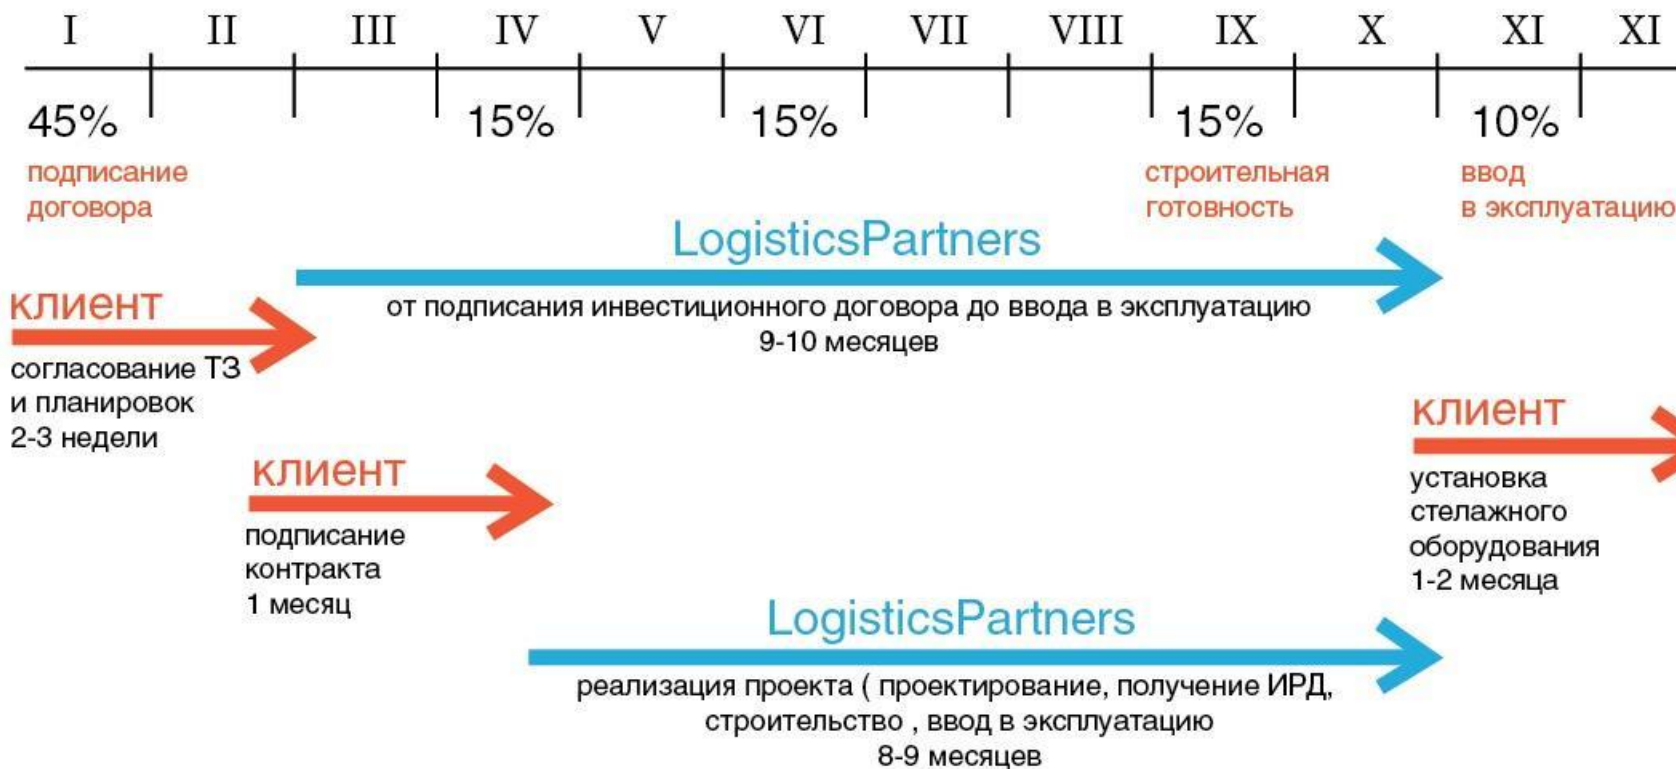 I II III IV V VI VII VIII IX X XI XI
45% 15% 15% 15% 10%
подписание
договора
строительная
готовность
ввод
в эксплуатацию
LogisticsPartners
от подписания инвестиционного договора до ввода в эксплуатацию
9-10 месяцев
клиент
согласование ТЗ
и планировок
2-3 недели
клиент
подписание
контракта
1 месяц
клиент
установка
стелажного
оборудования
1-2 месяца
LogisticsPartners
реализация проекта ( проектирование, получение ИРД,
строительство , ввод в эксплуатацию
8-9 месяцев